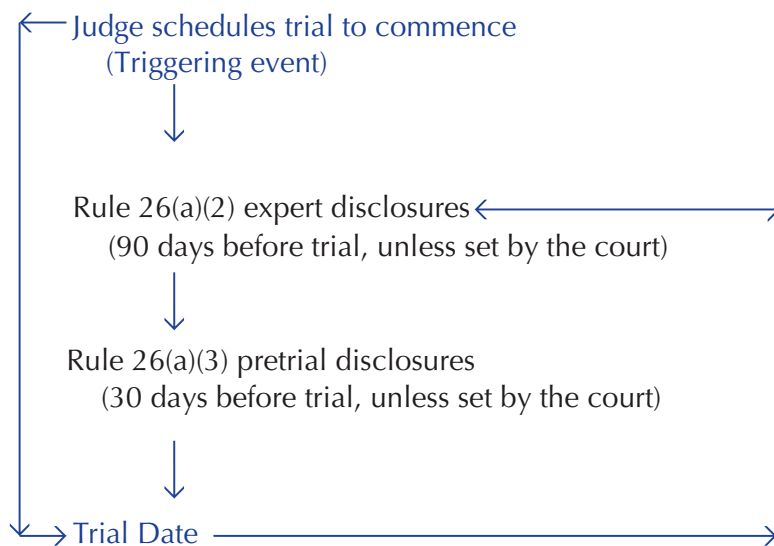 Judge schedules trial to commence
(Triggering event)
Rule 26(a)(2) expert disclosures
(90 days before trial, unless set by the court)
Rule 26(a)(3) pretrial disclosures
(30 days before trial, unless set by the court)
Trial Date